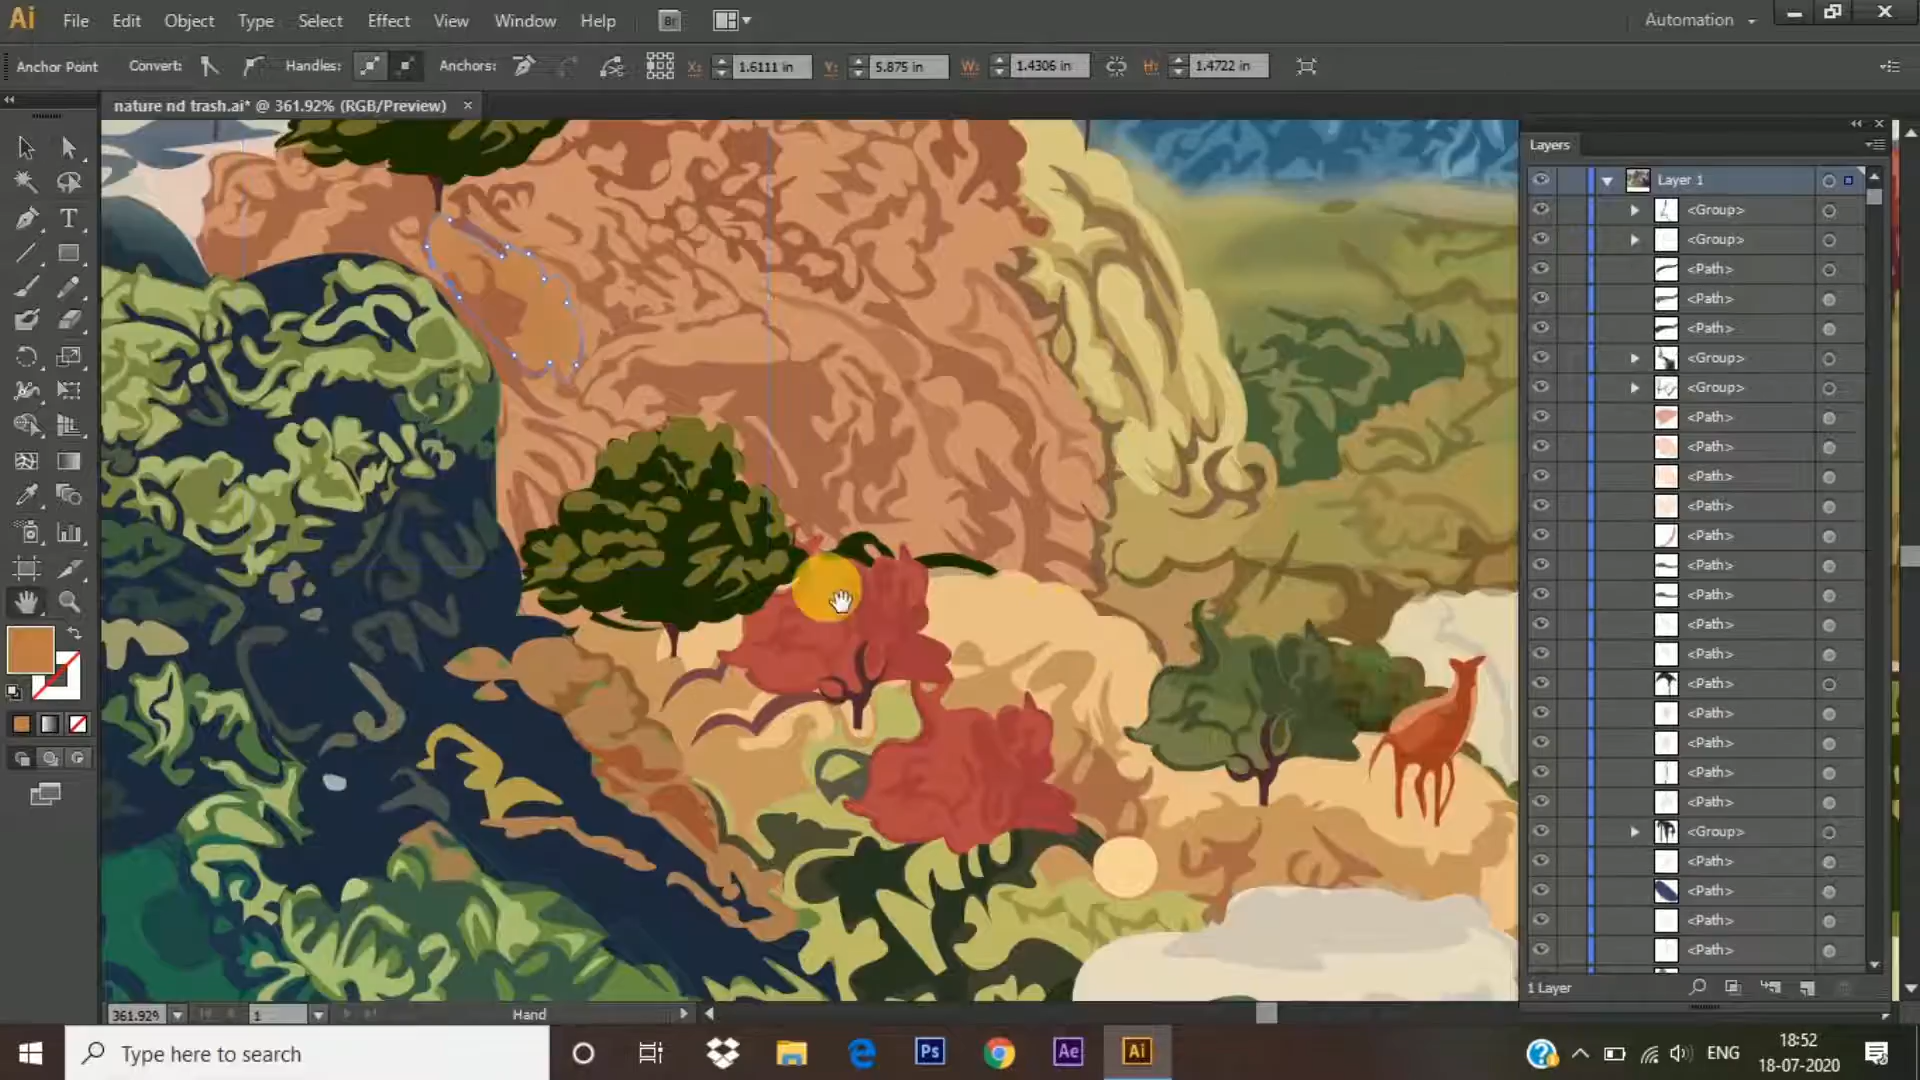 Ai File Edit Object Type Select Effect View Window Help Br Automation
Anchor Point Convert: Handles: Anchors: X: 1.6111 in Y: 5.875 in W: 1.4306 in H: 1.4722 in
nature nd trash.ai* @ 361.92% (RGB/Preview) ×
Layers
Layer 1
<Group>
<Group>
<Path>
<Path>
<Path>
<Group>
<Group>
<Path>
<Path>
<Path>
<Path>
<Path>
<Path>
<Path>
<Path>
<Path>
<Path>
<Path>
<Path>
<Path>
<Path>
<Group>
<Path>
<Path>
<Path>
<Path>
1 Layer
361.92% 1 Hand
Type here to search
Ps Ae Ai
ENG
18:52
18-07-2020